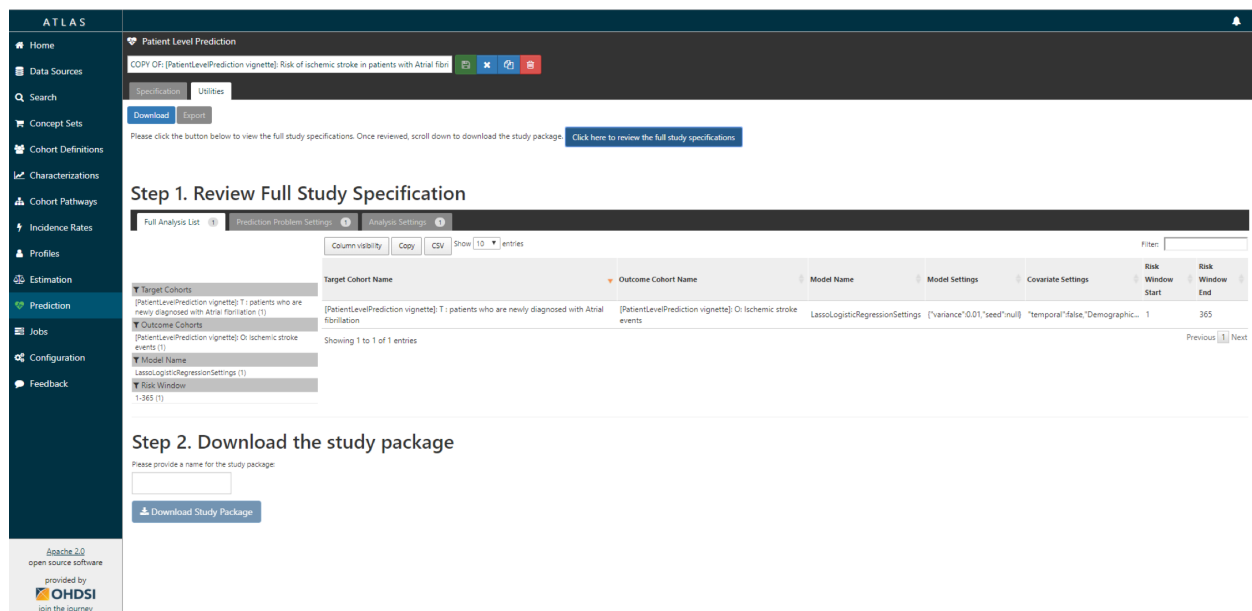 ATLAS
Home
Data Sources
Search
Concept Sets
Cohort Definitions
Characterizations
Cohort Pathways
Incidence Rates
Profiles
Estimation
Prediction
Jobs
Configuration
Feedback
Apache 2.0
open source software
provided by
OHDSI
join the journey
Patient Level Prediction
COPY OF: [PatientLevelPrediction vignette]: Risk of ischemic stroke in patients with Atrial fibri
Specification Utilities
Download Export
Please click the button below to view the full study specifications. Once reviewed, scroll down to download the study package. Click here to review the full study specifications
Step 1. Review Full Study Specification
Full Analysis List 1 Prediction Problem Settings 1 Analysis Settings 1
Column visibility Copy CSV Show 10 entries Filter:
Target Cohorts
[PatientLevelPrediction vignette]: T : patients who are
newly diagnosed with Atrial fibrillation (1)
Outcome Cohorts
[PatientLevelPrediction vignette]: O: Ischemic stroke
events (1)
Model Name
LassoLogisticRegressionSettings (1)
Risk Window
1-365 (1)
Target Cohort Name Outcome Cohort Name Model Name Model Settings Covariate Settings Risk Window Start Risk Window End
[PatientLevelPrediction vignette]: T : patients who are newly diagnosed with Atrial
fibrillation
[PatientLevelPrediction vignette]: O: Ischemic stroke
events
LassoLogisticRegressionSettings {"variance":0.01,"seed":null} "temporal":false,"Demographic... 1 365
Showing 1 to 1 of 1 entries Previous 1 Next
Step 2. Download the study package
Please provide a name for the study package:
Download Study Package